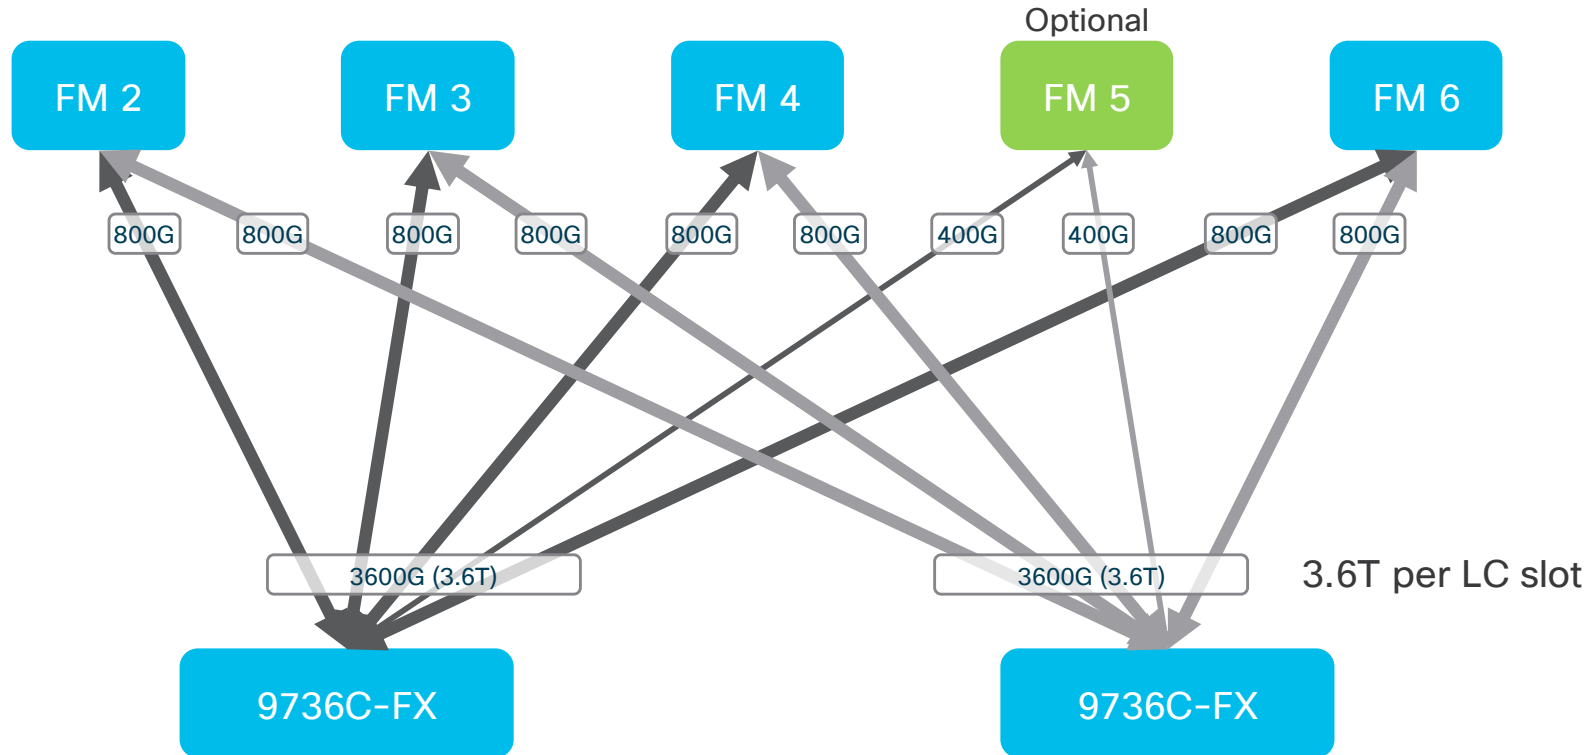 Optional
FM 2
FM 3
FM 4
FM 5
FM 6
800G
800G
800G
800G
800G
800G
400G
400G
800G
800G
3600G (3.6T)
3600G (3.6T)
3.6T per LC slot
9736C-FX
9736C-FX